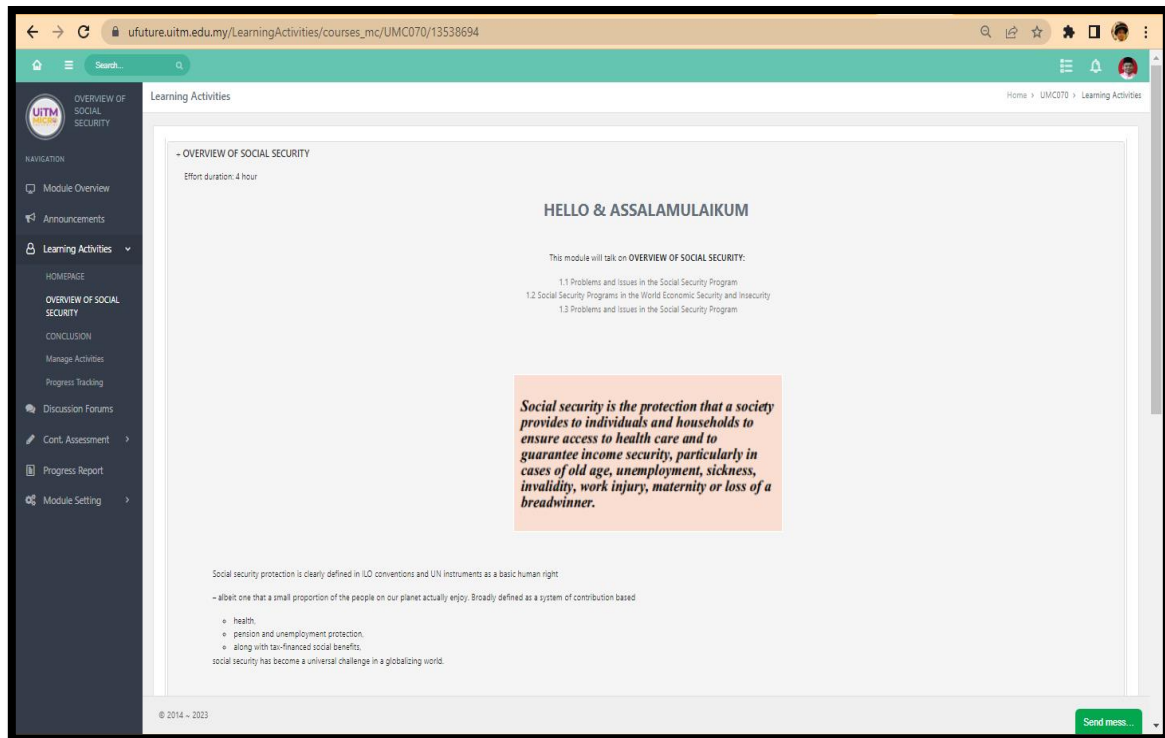 ufuture.uitm.edu.my/LearningActivities/courses_mc/UMC070/13538694
Search...
UiTM
MICRO
OVERVIEW OF
SOCIAL
SECURITY
NAVIGATION
Module Overview
Announcements
Learning Activities
HOMEPAGE
OVERVIEW OF SOCIAL
SECURITY
CONCLUSION
Manage Activities
Progress Tracking
Discussion Forums
Cont. Assessment
Progress Report
Module Setting
Learning Activities
Home > UMC070 > Learning Activities
- OVERVIEW OF SOCIAL SECURITY
Effort duration: 4 hour
HELLO & ASSALAMULAIKUM
This module will talk on OVERVIEW OF SOCIAL SECURITY:
1.1 Problems and Issues in the Social Security Program
1.2 Social Security Programs in the World Economic Security and Insecurity
1.3 Problems and Issues in the Social Security Program
Social security is the protection that a society
provides to individuals and households to
ensure access to health care and to
guarantee income security, particularly in
cases of old age, unemployment, sickness,
invalidity, work injury, maternity or loss of a
breadwinner.
Social security protection is clearly defined in ILO conventions and UN instruments as a basic human right
– albeit one that a small proportion of the people on our planet actually enjoy. Broadly defined as a system of contribution based
health,
pension and unemployment protection,
along with tax-financed social benefits,
social security has become a universal challenge in a globalizing world.
© 2014 ~ 2023
Send mess...